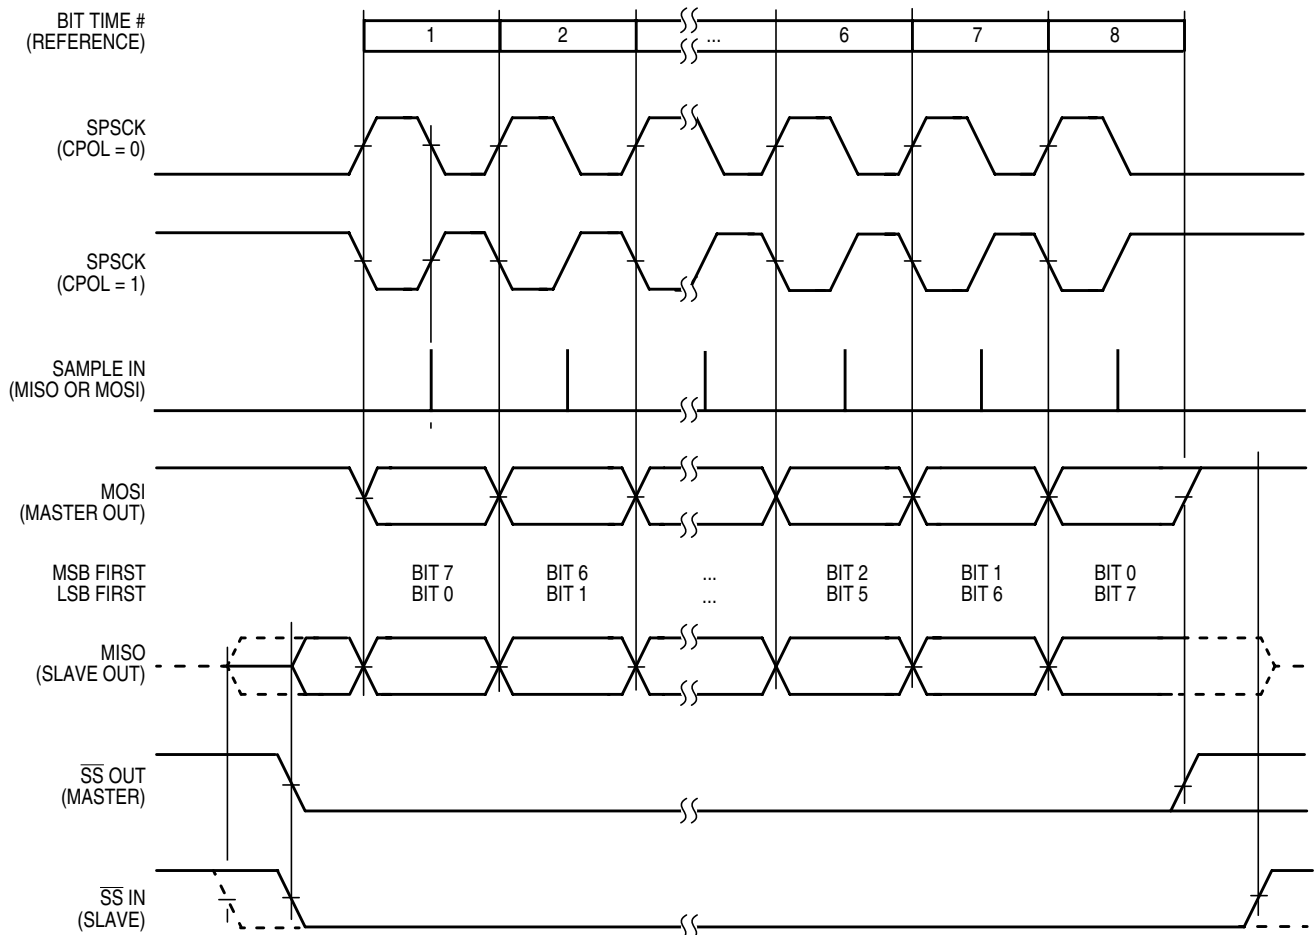 BIT TIME #
(REFERENCE)
1 2 ... 6 7 8
SPSCK
(CPOL = 0)
SPSCK
(CPOL = 1)
SAMPLE IN
(MISO OR MOSI)
MOSI
(MASTER OUT)
MSB FIRST BIT 7 BIT 6 ... BIT 2 BIT 1 BIT 0
LSB FIRST BIT 0 BIT 1 ... BIT 5 BIT 6 BIT 7
MISO
(SLAVE OUT)
S̅S̅ OUT
(MASTER)
S̅S̅ IN
(SLAVE)